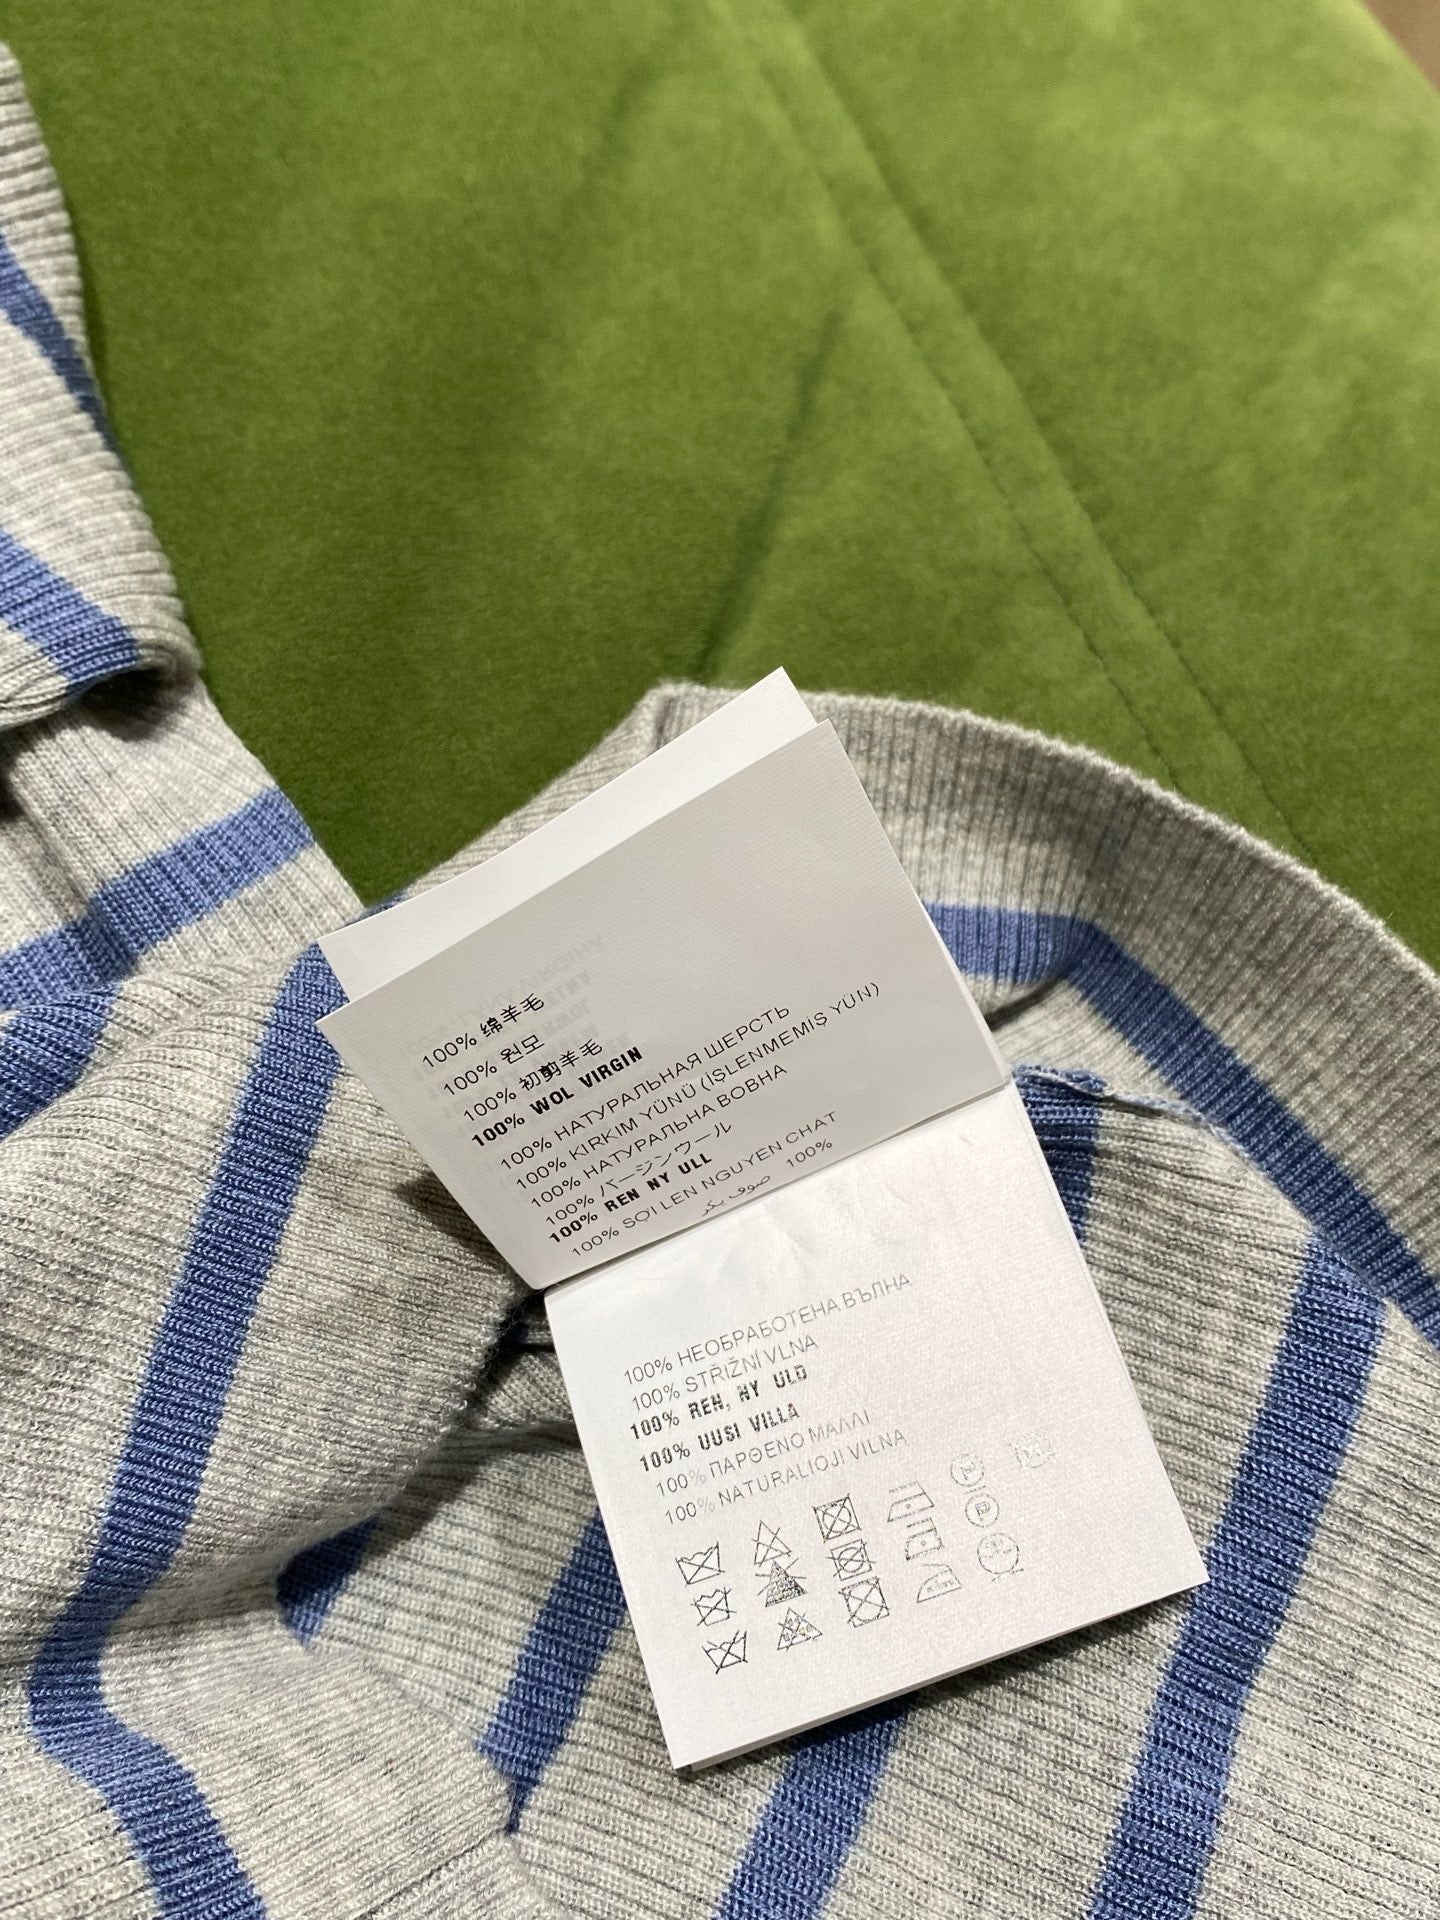 100% 绵羊毛
100% 원모
100% 初剪羊毛
100% WOL VIRGIN
100% НАТУРАЛЬНАЯ ШЕРСТЬ
100% KIRKIM YÜNÜ (İŞLENMEMİŞ YÜN)
100% НАТУРАЛЬНА ВОВНА
100% バージンウール
100% REN NY ULL
100% SỢI LEN NGUYEN CHAT
صوف بكر 100%
100% НЕОБРАБОТЕНА ВЪЛНА
100% STŘIŽNÍ VLNA
100% REN, NY ULD
100% UUSI VILLA
100% ΠΑΡΘΕΝΟ ΜΑΛΛΙ
100% NATURALIOJI VILNA